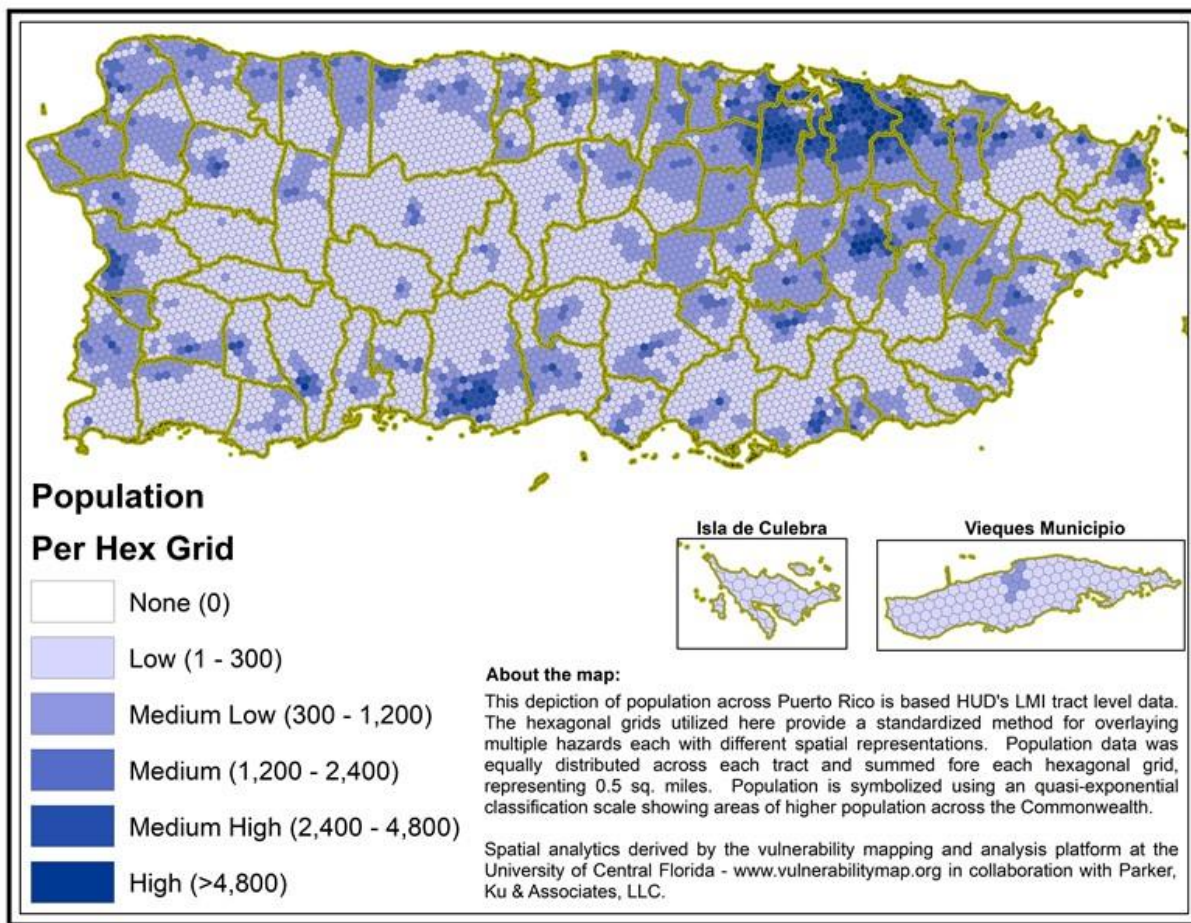 Population
Per Hex Grid
None (0)
Low (1 - 300)
Medium Low (300 - 1,200)
Medium (1,200 - 2,400)
Medium High (2,400 - 4,800)
High (>4,800)
Isla de Culebra
Vieques Municipio
About the map:
This depiction of population across Puerto Rico is based HUD's LMI tract level data.
The hexagonal grids utilized here provide a standardized method for overlaying
multiple hazards each with different spatial representations. Population data was
equally distributed across each tract and summed fore each hexagonal grid,
representing 0.5 sq. miles. Population is symbolized using an quasi-exponential
classification scale showing areas of higher population across the Commonwealth.
Spatial analytics derived by the vulnerability mapping and analysis platform at the
University of Central Florida - www.vulnerabilitymap.org in collaboration with Parker,
Ku & Associates, LLC.